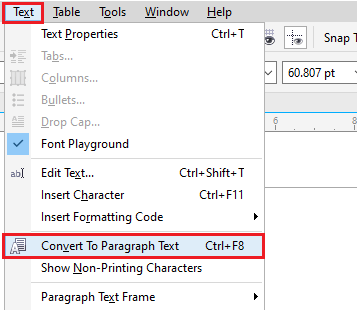 Text Table Tools Window Help
Text Properties Ctrl+T
Snap T
Tabs...
Columns...
60.807 pt
Bullets...
Drop Cap...
6 8
Font Playground
Edit Text... Ctrl+Shift+T
Insert Character Ctrl+F11
Insert Formatting Code
Convert To Paragraph Text Ctrl+F8
Show Non-Printing Characters
Paragraph Text Frame